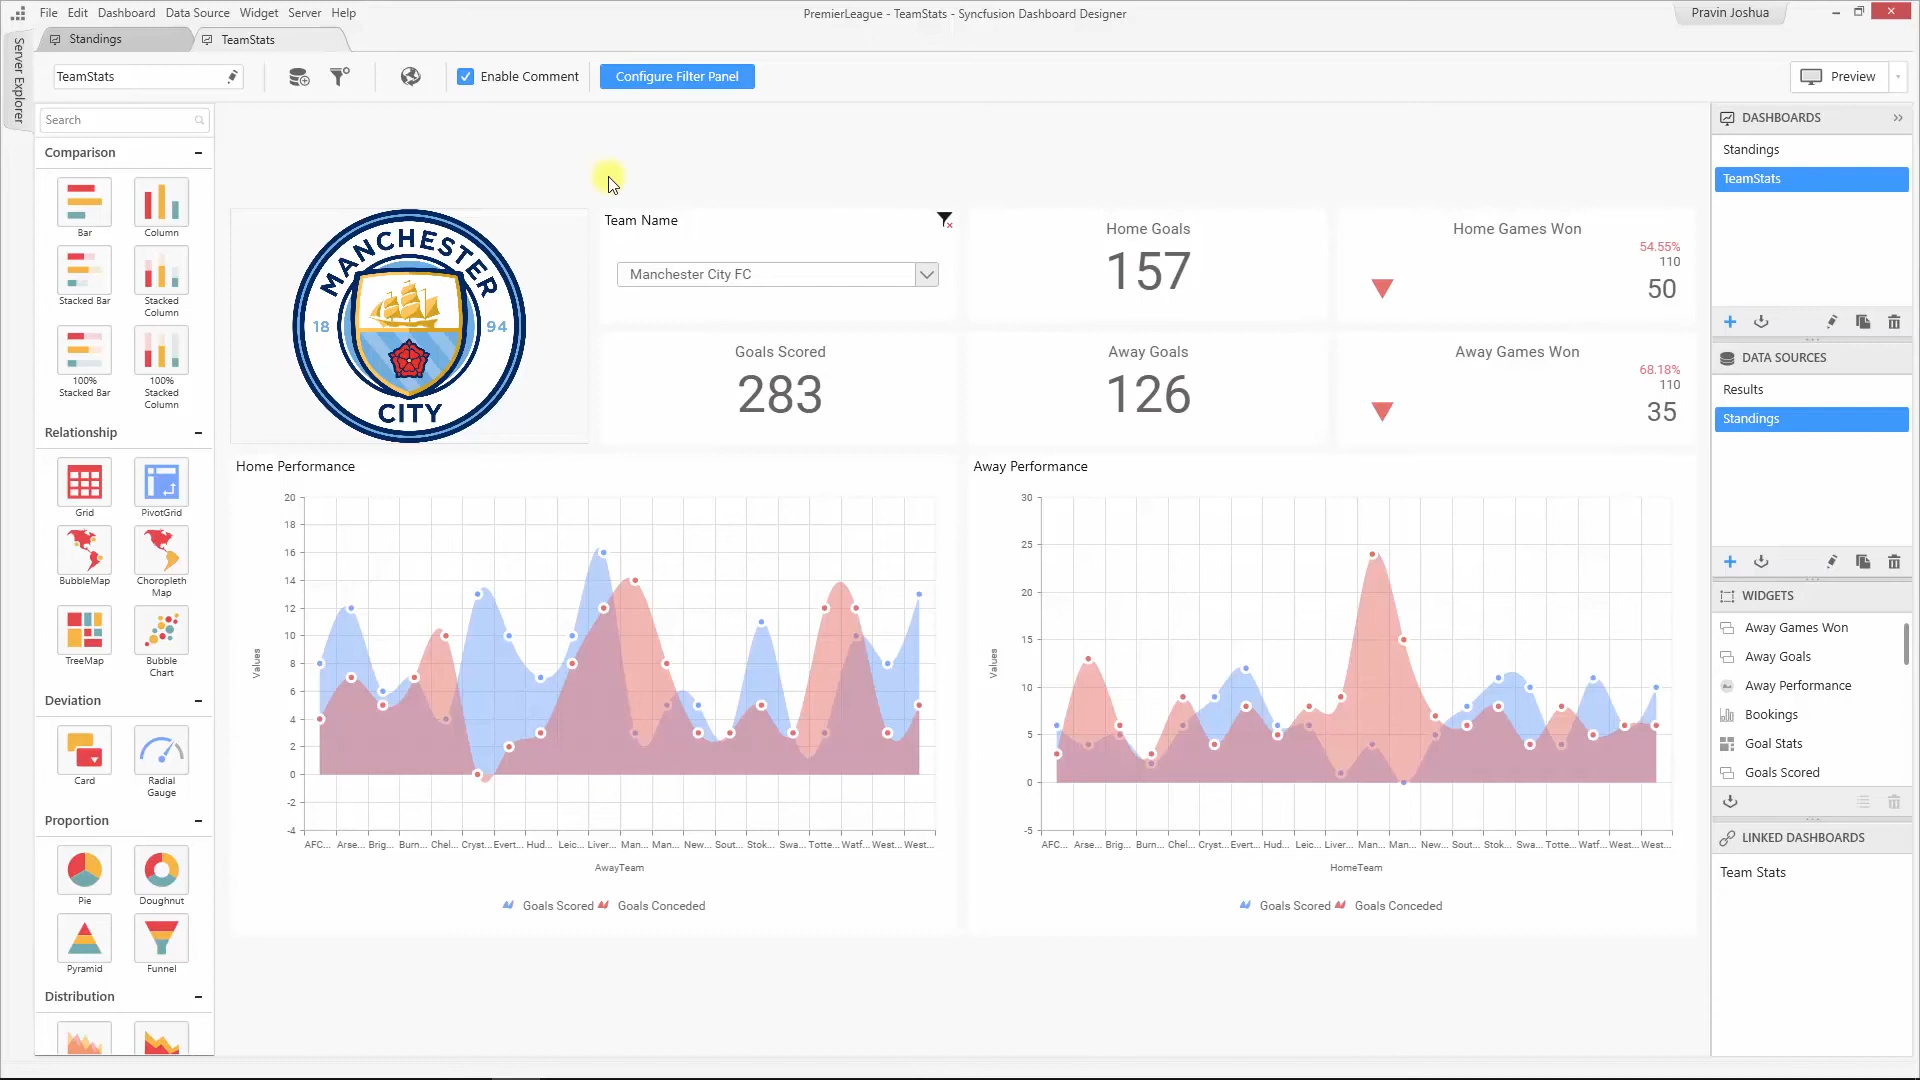 File Edit Dashboard Data Source Widget Server Help
PremierLeague - TeamStats - Syncfusion Dashboard Designer
Pravin Joshua
Server Explorer
Standings
TeamStats
TeamStats
Enable Comment
Configure Filter Panel
Preview
Search
Comparison
Bar
Column
Stacked Bar
Stacked
Column
100%
Stacked Bar
100%
Stacked
Column
Relationship
Grid
PivotGrid
BubbleMap
Choropleth
Map
TreeMap
Bubble
Chart
Deviation
Card
Radial
Gauge
Proportion
Pie
Doughnut
Pyramid
Funnel
Distribution
MANCHESTER
18 94
CITY
Team Name
Manchester City FC
Home Goals
157
Home Games Won
54.55%
110
50
Goals Scored
283
Away Goals
126
Away Games Won
68.18%
110
35
Home Performance
20
18
16
14
12
10
8
6
4
2
0
-2
-4
Values
AFC... Arse... Brig... Burn... Chel... Cryst... Evert... Hud... Leic... Liver... Man... Man... New... Sout... Stok... Swa... Totte... Watf... West... West...
AwayTeam
Goals Scored Goals Conceded
Away Performance
30
25
20
15
10
5
0
-5
Values
AFC... Arse... Brig... Burn... Chel... Cryst... Evert... Hud... Leic... Liver... Man... Man... New... Sout... Stok... Swa... Totte... Watf... West... West...
HomeTeam
Goals Scored Goals Conceded
DASHBOARDS
Standings
TeamStats
DATA SOURCES
Results
Standings
WIDGETS
Away Games Won
Away Goals
Away Performance
Bookings
Goal Stats
Goals Scored
LINKED DASHBOARDS
Team Stats